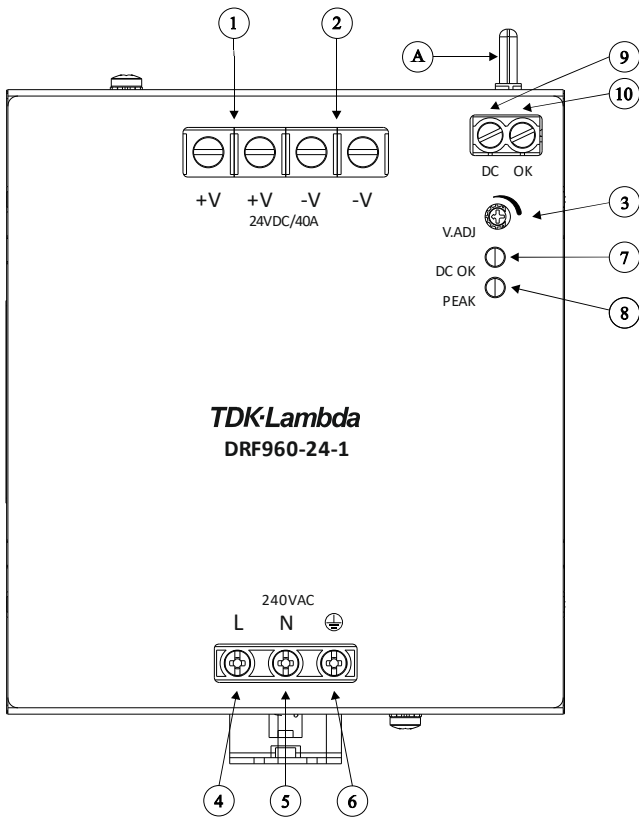 1 2 A 9
10
DC OK
+V +V -V -V
24VDC/40A
3
V.ADJ
7
DC OK
PEAK
8
TDK·Lambda
DRF960-24-1
240VAC
L N
4 5 6